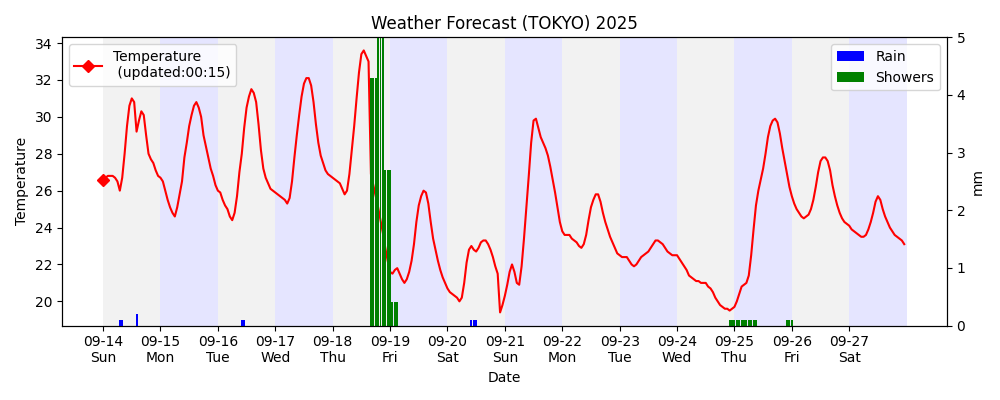 Weather Forecast (TOKYO) 2025
Temperature
(updated:00:15)
Rain
Showers
34
32
30
28
26
24
22
20
Temperature
5
4
3
2
1
0
mm
09-14 09-15 09-16 09-17 09-18 09-19 09-20 09-21 09-22 09-23 09-24 09-25 09-26 09-27
Sun Mon Tue Wed Thu Fri Sat Sun Mon Tue Wed Thu Fri Sat
Date